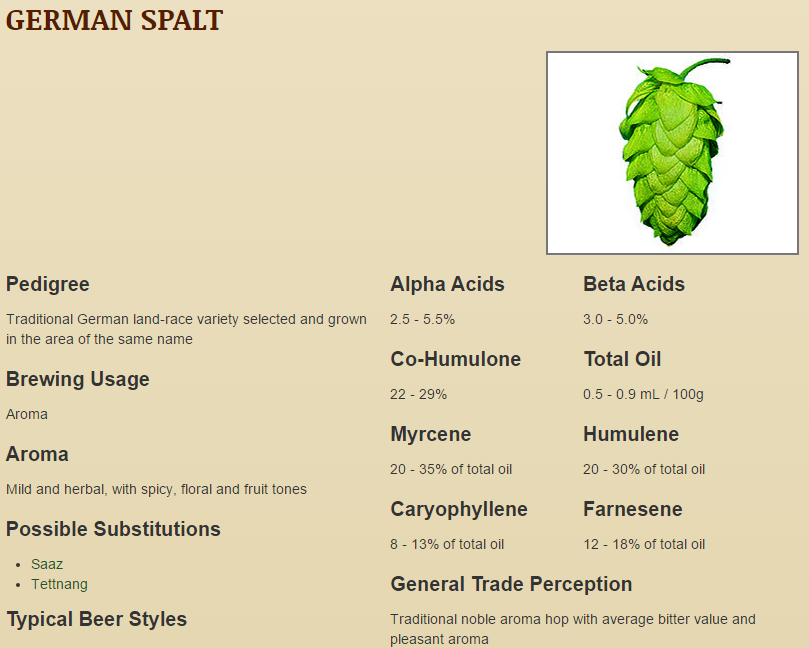 GERMAN SPALT
Pedigree
Traditional German land-race variety selected and grown
in the area of the same name
Brewing Usage
Aroma
Aroma
Mild and herbal, with spicy, floral and fruit tones
Possible Substitutions
Saaz
Tettnang
Typical Beer Styles
Alpha Acids
2.5 - 5.5%
Beta Acids
3.0 - 5.0%
Co-Humulone
22 - 29%
Total Oil
0.5 - 0.9 mL / 100g
Myrcene
20 - 35% of total oil
Humulene
20 - 30% of total oil
Caryophyllene
8 - 13% of total oil
Farnesene
12 - 18% of total oil
General Trade Perception
Traditional noble aroma hop with average bitter value and
pleasant aroma